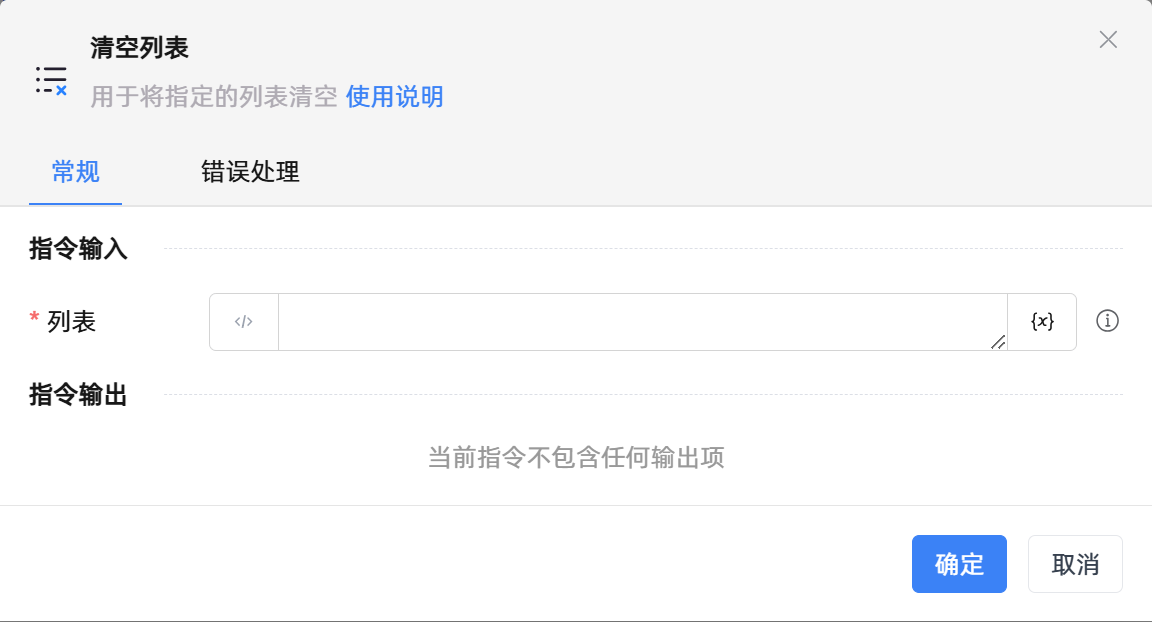 清空列表
用于将指定的列表清空 使用说明
常规 错误处理
指令输入
* 列表 </> {x}
指令输出
当前指令不包含任何输出项
确定 取消